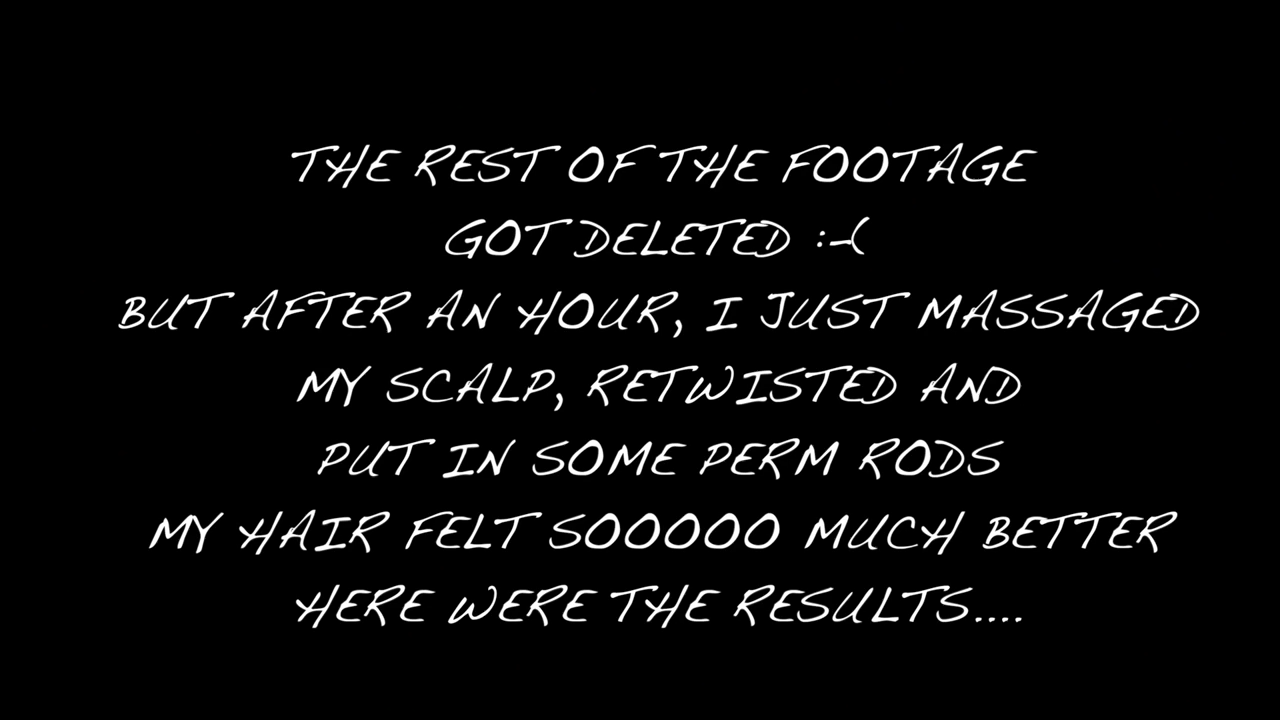 THE REST OF THE FOOTAGE
GOT DELETED :-(
BUT AFTER AN HOUR, I JUST MASSAGED
MY SCALP, RETWISTED AND
PUT IN SOME PERM RODS
MY HAIR FELT SOOOOO MUCH BETTER
HERE WERE THE RESULTS....